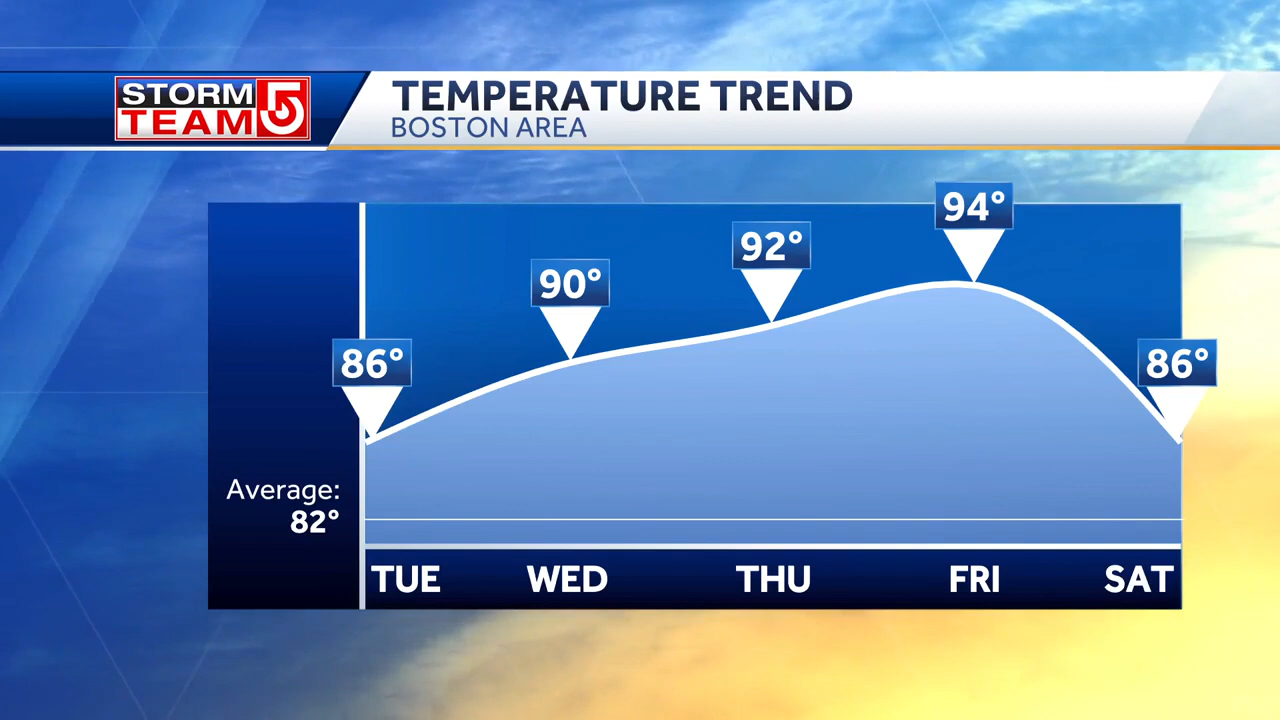 STORM
TEAM 5
TEMPERATURE TREND
BOSTON AREA
94°
92°
90°
86°
86°
Average:
82°
TUE WED THU FRI SAT